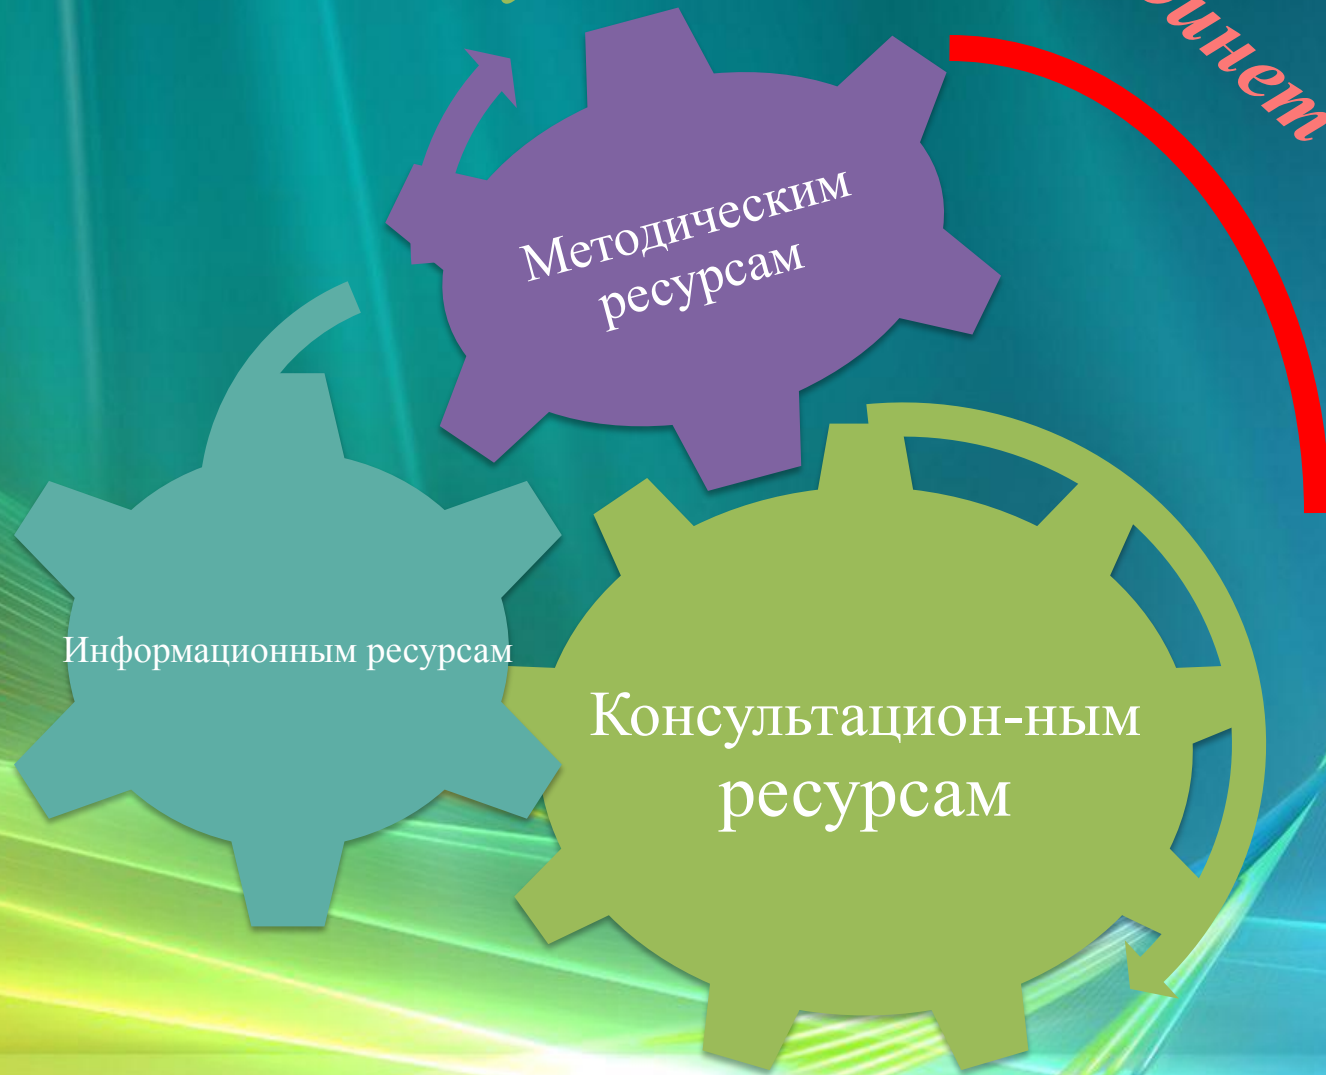 Методическим
ресурсам
Информационным ресурсам
Консультацион-ным
ресурсам